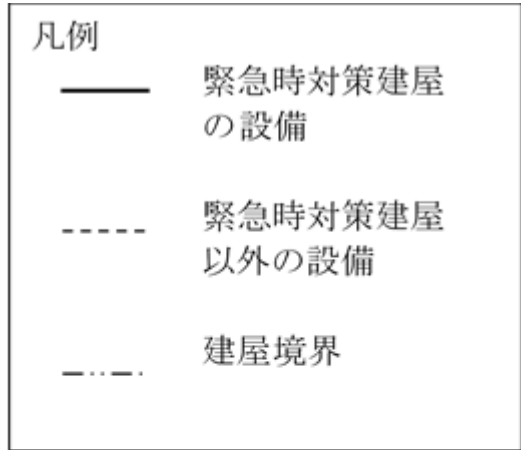 凡例
緊急時対策建屋
の設備
緊急時対策建屋
以外の設備
建屋境界